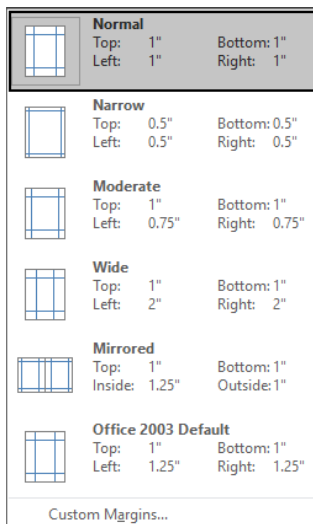 Normal
Top: 1" Bottom: 1"
Left: 1" Right: 1"
Narrow
Top: 0.5" Bottom: 0.5"
Left: 0.5" Right: 0.5"
Moderate
Top: 1" Bottom: 1"
Left: 0.75" Right: 0.75"
Wide
Top: 1" Bottom: 1"
Left: 2" Right: 2"
Mirrored
Top: 1" Bottom: 1"
Inside: 1.25" Outside: 1"
Office 2003 Default
Top: 1" Bottom: 1"
Left: 1.25" Right: 1.25"
Custom Margins...